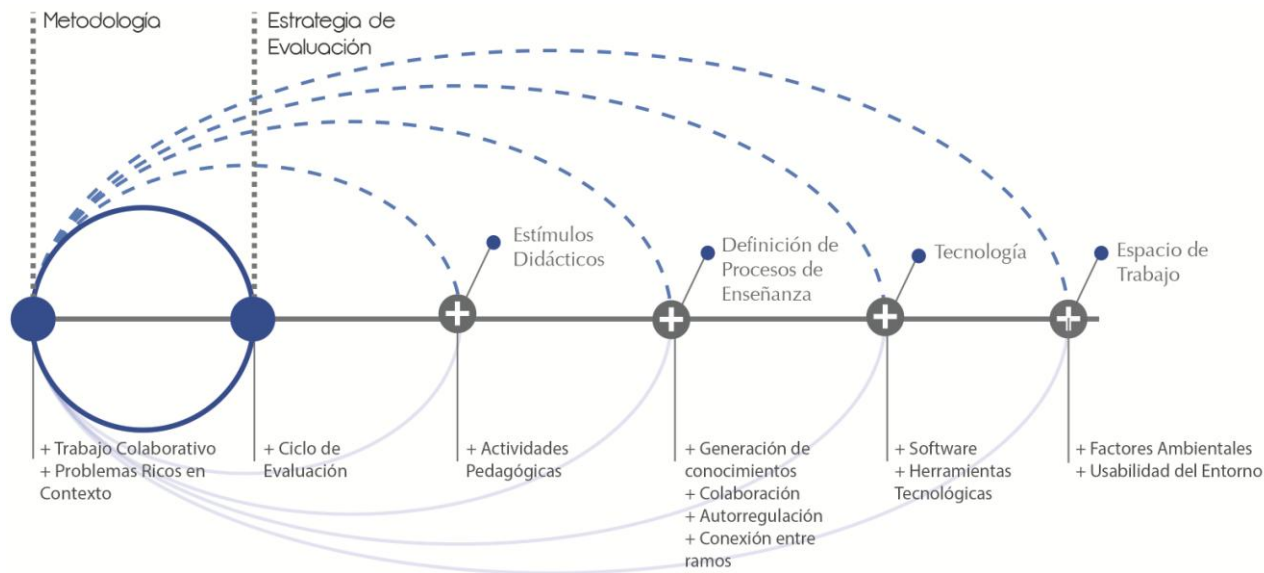 Metodología
Estrategia de
Evaluación
Estímulos
Didácticos
Definición de
Procesos de
Enseñanza
Tecnología
Espacio de
Trabajo
+ Trabajo Colaborativo
+ Problemas Ricos en
Contexto
+ Ciclo de
Evaluación
+ Actividades
Pedagógicas
+ Generación de
conocimientos
+ Colaboración
+ Autorregulación
+ Conexión entre
ramos
+ Software
+ Herramientas
Tecnológicas
+ Factores Ambientales
+ Usabilidad del Entorno